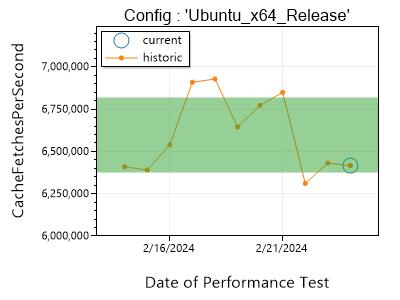 Config : 'Ubuntu_x64_Release'
current
historic
CacheFetchesPerSecond
7,000,000
6,750,000
6,500,000
6,250,000
6,000,000
2/16/2024
2/21/2024
Date of Performance Test